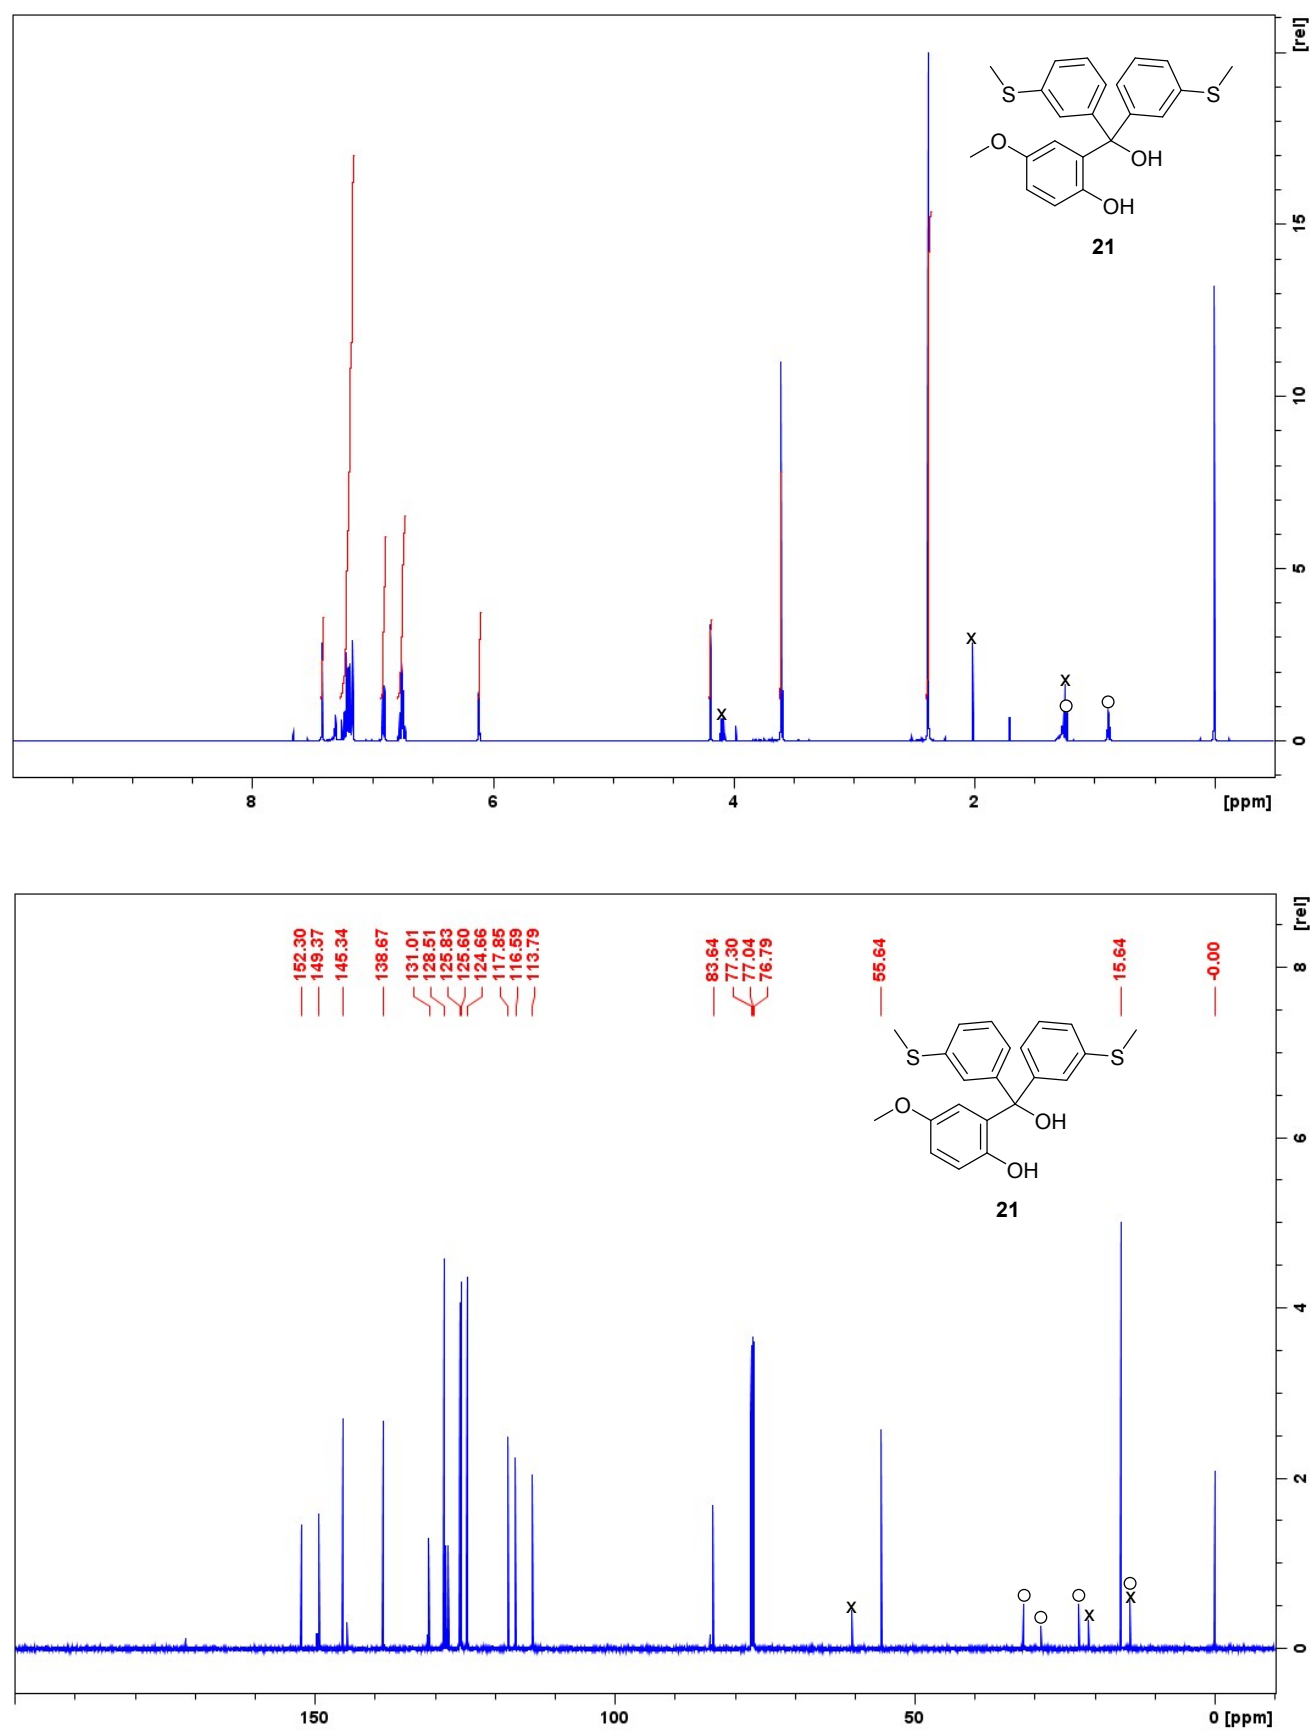 [rel]
S
S
O
OH
OH
21
15
10
5
0
x
x
x
8
6
4
2
[ppm]
[rel]
152.30
149.37
145.34
138.67
131.01
128.51
125.83
125.60
124.66
117.85
116.59
113.79
83.64
77.30
77.04
76.79
55.64
15.64
-0.00
8
S
S
O
OH
OH
21
6
4
2
0
x
x
x
150
100
50
0 [ppm]